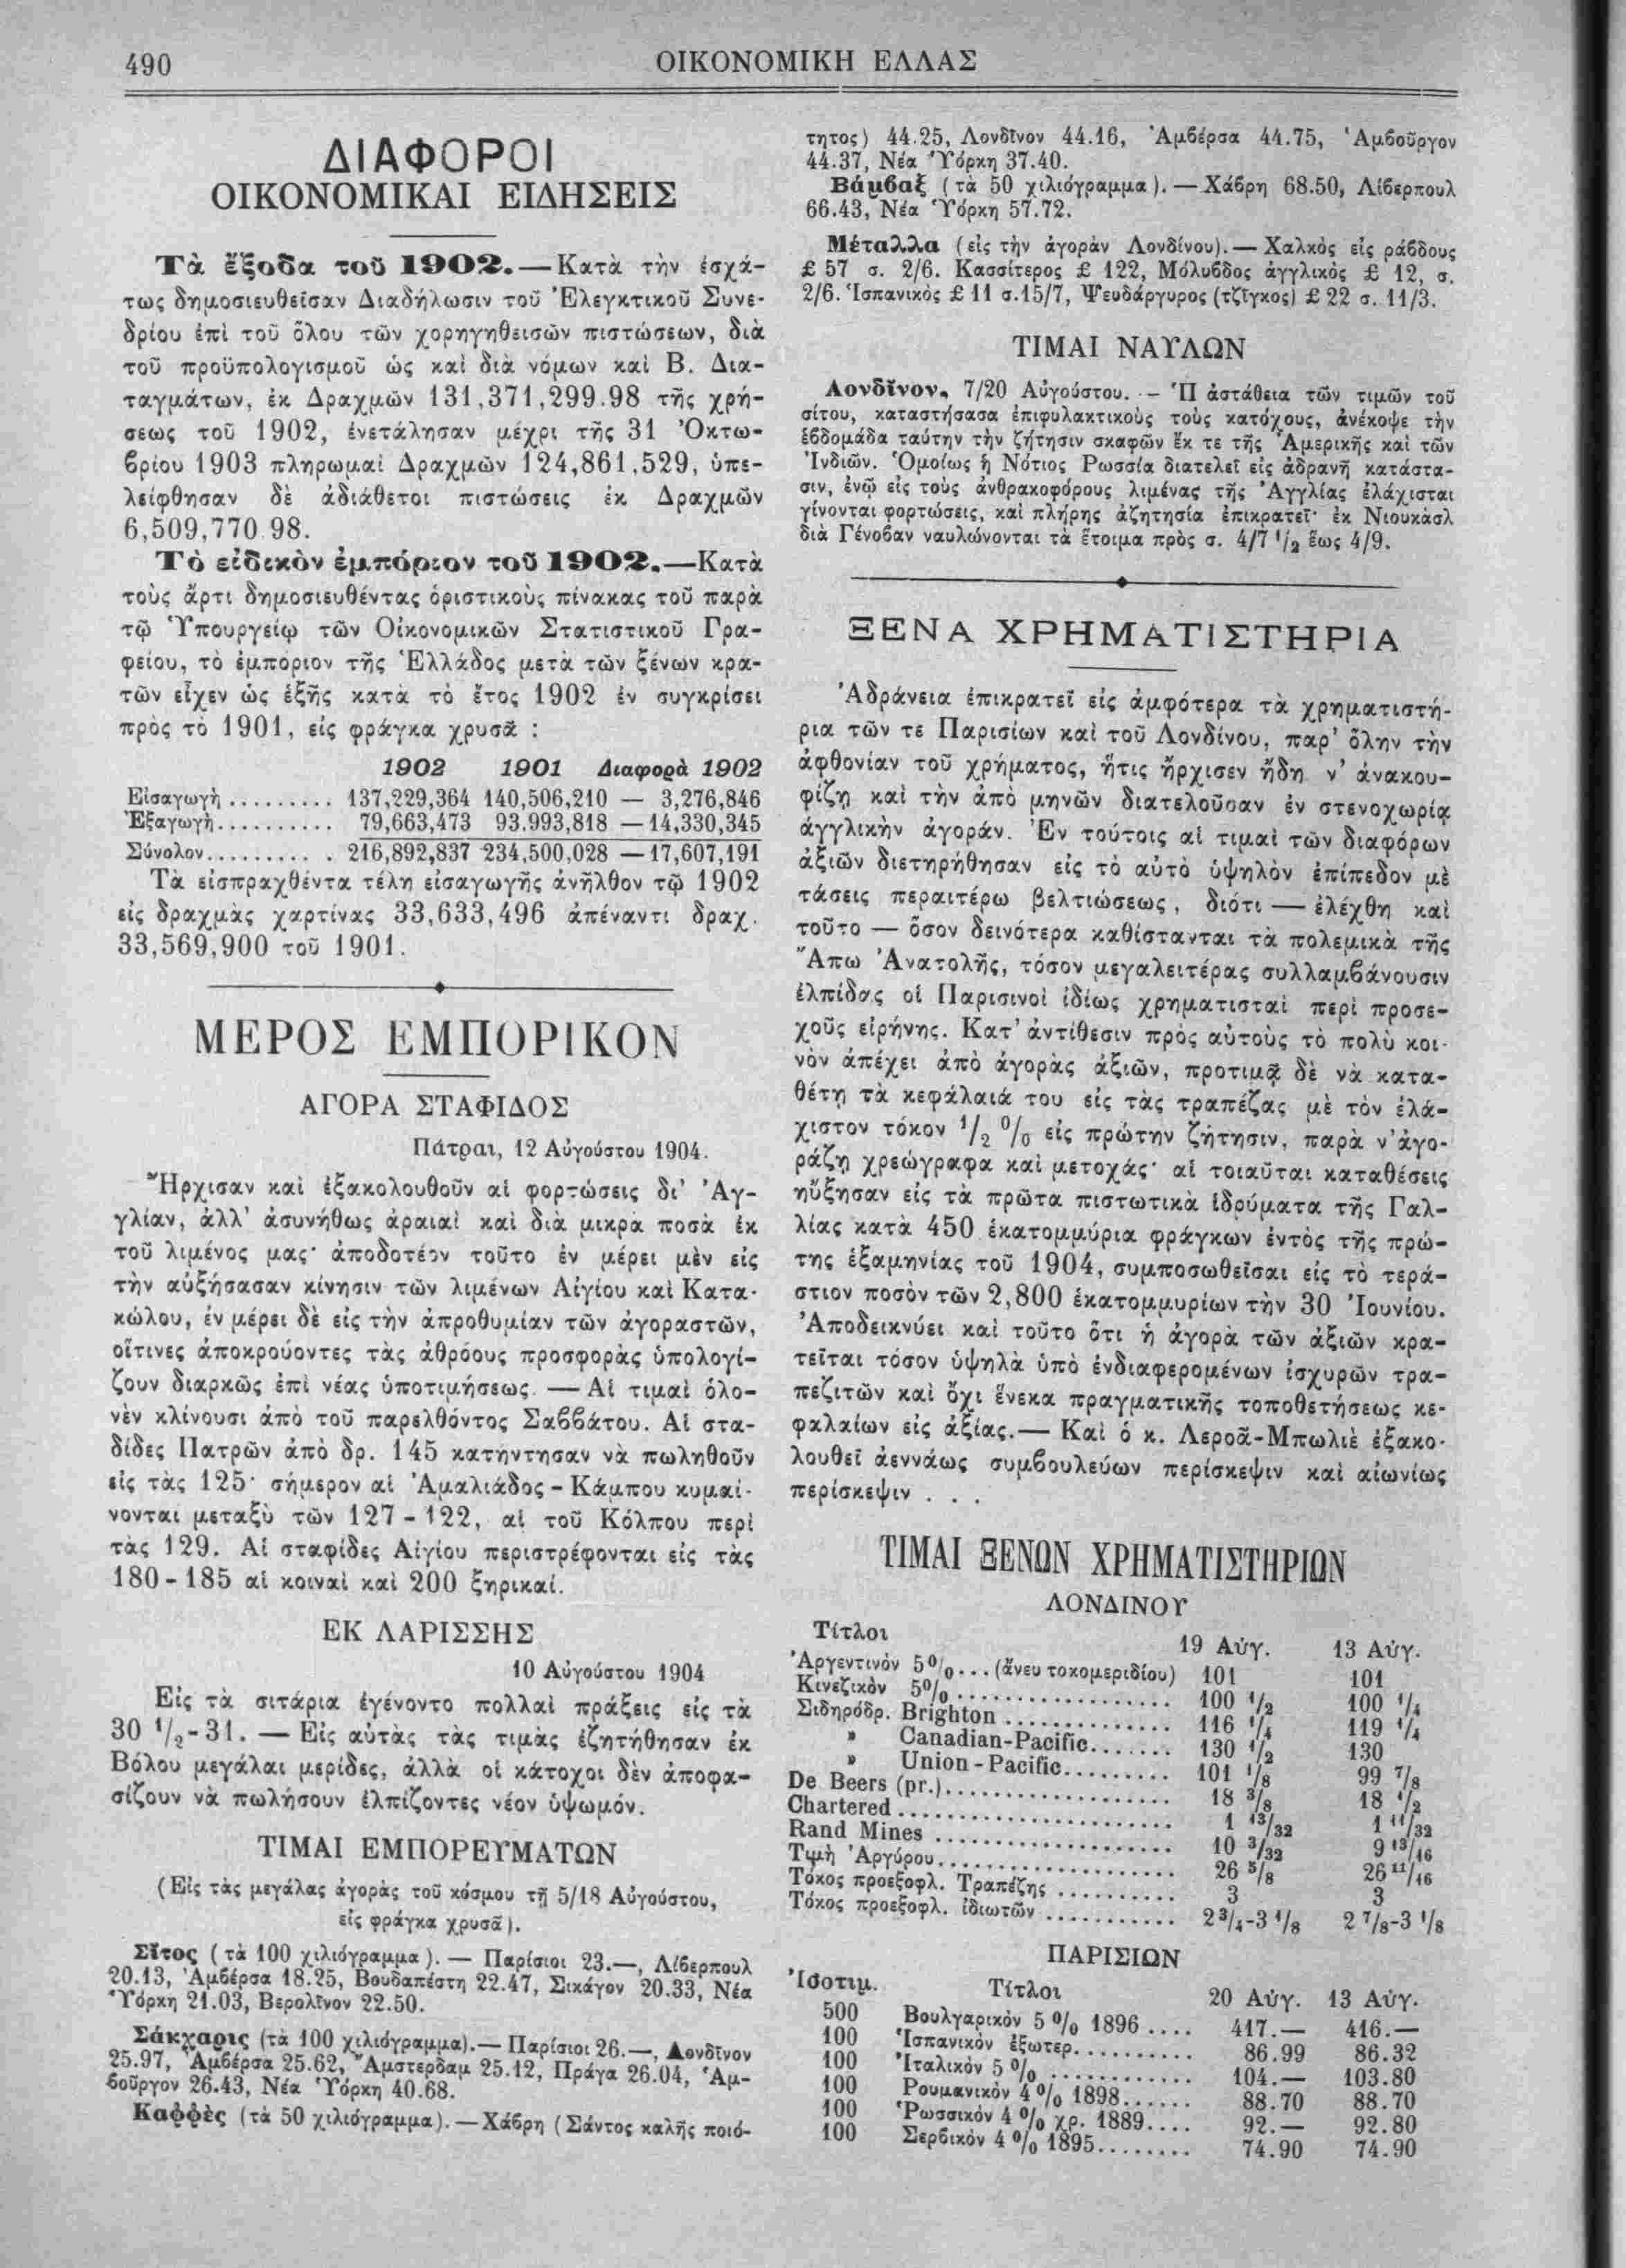 490
ΟΙΚΟΝΟΜΙΚΗ ΕΛΛΑΣ
ΔΙΑΦΟΡΟΙ
ΟΙΚΟΝΟΜΙΚΑΙ ΕΙΔΗΣΕΙΣ
Τὰ ἔξοδα τοῦ 1902.—Κατὰ τὴν ἐσχά-
τως δημοσιευθεῖσαν Διαδήλωσιν τοῦ Ἐλεγκτικοῦ Συνε-
δρίου ἐπὶ τοῦ ὅλου τῶν χορηγηθεισῶν πιστώσεων, διὰ
τοῦ προϋπολογισμοῦ ὡς καὶ διὰ νόμων καὶ Β. Δια-
ταγμάτων, ἐκ Δραχμῶν 131,371,299.98 τῆς χρή-
σεως τοῦ 1902, ἐνετάλησαν μέχρι τῆς 31 Ὀκτω-
βρίου 1903 πληρωμαὶ Δραχμῶν 124,861,529, ὑπε-
λείφθησαν δὲ ἀδιάθετοι πιστώσεις ἐκ Δραχμῶν
6,509,770 98.
Τὸ εἰδικὸν ἐμπόριον τοῦ 1902.—Κατὰ
τοὺς ἄρτι δημοσιευθέντας ὁριστικοὺς πίνακας τοῦ παρὰ
τῷ Ὑπουργείῳ τῶν Οἰκονομικῶν Στατιστικοῦ Γρα-
φείου, τὸ ἐμπόριον τῆς Ἑλλάδος μετὰ τῶν ξένων κρα-
τῶν εἶχεν ὡς ἑξῆς κατὰ τὸ ἔτος 1902 ἐν συγκρίσει
πρὸς τὸ 1901, εἰς φράγκα χρυσᾶ :
1902 1901 Διαφορὰ 1902
Εἰσαγωγὴ ......... 137,229,364 140,506,210 — 3,276,846
Ἐξαγωγὴ.......... 79,663,473 93.993,818 —14,330,345
Σύνολον.......... 216,892,837 234,500,028 —17,607,191
Τὰ εἰσπραχθέντα τέλη εἰσαγωγῆς ἀνῆλθον τῷ 1902
εἰς δραχμὰς χαρτίνας 33,633,496 ἀπέναντι δραχ.
33,569,900 τοῦ 1901.
ΜΕΡΟΣ ΕΜΠΟΡΙΚΟΝ
ΑΓΟΡΑ ΣΤΑΦΙΔΟΣ
Πάτραι, 12 Αὐγούστου 1904.
Ἤρχισαν καὶ ἐξακολουθοῦν αἱ φορτώσεις δι' Ἀγ-
γλίαν, ἀλλ' ἀσυνήθως ἀραιαὶ καὶ διὰ μικρὰ ποσὰ ἐκ
τοῦ λιμένος μας· ἀποδοτέον τοῦτο ἐν μέρει μὲν εἰς
τὴν αὐξήσασαν κίνησιν τῶν λιμένων Αἰγίου καὶ Κατα-
κώλου, ἐν μέρει δὲ εἰς τὴν ἀπροθυμίαν τῶν ἀγοραστῶν,
οἵτινες ἀποκρούοντες τὰς ἀθρόους προσφορὰς ὑπολογί-
ζουν διαρκῶς ἐπὶ νέας ὑποτιμήσεως. — Αἱ τιμαὶ ὁλο-
νὲν κλίνουσι ἀπὸ τοῦ παρελθόντος Σαββάτου. Αἱ στα-
δίδες Πατρῶν ἀπὸ δρ. 145 κατήντησαν νὰ πωληθοῦν
εἰς τὰς 125· σήμερον αἱ Ἀμαλιάδος - Κάμπου κυμαί-
νονται μεταξὺ τῶν 127 - 122, αἱ τοῦ Κόλπου περὶ
τὰς 129. Αἱ σταφίδες Αἰγίου περιστρέφονται εἰς τὰς
180 - 185 αἱ κοιναὶ καὶ 200 ξηρικαί.
ΕΚ ΛΑΡΙΣΣΗΣ
10 Αὐγούστου 1904
Εἰς τὰ σιτάρια ἐγένοντο πολλαὶ πράξεις εἰς τὰ
30 1/2-31. — Εἰς αὐτὰς τὰς τιμὰς ἐζητήθησαν ἐκ
Βόλου μεγάλαι μερίδες, ἀλλὰ οἱ κάτοχοι δὲν ἀποφα-
σίζουν νὰ πωλήσουν ἐλπίζοντες νέον ὑψωμόν.
ΤΙΜΑΙ ΕΜΠΟΡΕΥΜΑΤΩΝ
(Εἰς τὰς μεγάλας ἀγορὰς τοῦ κόσμου τῇ 5/18 Αὐγούστου,
εἰς φράγκα χρυσᾶ).
Σῖτος (τὰ 100 χιλιόγραμμα). — Παρίσιοι 23.—, Λίβερπουλ
20.13, Ἀμβέρσα 18.25, Βουδαπέστη 22.47, Σικάγον 20.33, Νέα
Ὑόρκη 21.03, Βερολῖνον 22.50.
Σάκχαρις (τὰ 100 χιλιόγραμμα).— Παρίσιοι 26.—, Λονδῖνον
25.97, Ἀμβέρσα 25.62, Ἀμστερδαμ 25.12, Πράγα 26.04, Ἁμ-
βοῦργον 26.43, Νέα Ὑόρκη 40.68.
Καφφὲς (τὰ 50 χιλιόγραμμα).—Χάβρη (Σάντος καλῆς ποιό-
τητος) 44.25, Λονδῖνον 44.16, Ἀμβέρσα 44.75, Ἁμβοῦργον
44.37, Νέα Ὑόρκη 37.40.
Βάμβαξ (τὰ 50 χιλιόγραμμα).—Χάβρη 68.50, Λίβερπουλ
66.43, Νέα Ὑόρκη 57.72.
Μέταλλα (εἰς τὴν ἀγορὰν Λονδίνου).— Χαλκὸς εἰς ράβδους
£ 57 σ. 2/6. Κασσίτερος £ 122, Μόλυβδος ἀγγλικὸς £ 12, σ.
2/6. Ἱσπανικὸς £ 11 σ.15/7, Ψευδάργυρος (τζῖγκος) £ 22 σ. 11/3.
ΤΙΜΑΙ ΝΑΥΛΩΝ
Λονδῖνον, 7/20 Αὐγούστου. - Ἡ ἀστάθεια τῶν τιμῶν τοῦ
σίτου, καταστήσασα ἐπιφυλακτικοὺς τοὺς κατόχους, ἀνέκοψε τὴν
ἑβδομάδα ταύτην τὴν ζήτησιν σκαφῶν ἔκ τε τῆς Ἀμερικῆς καὶ τῶν
Ἰνδιῶν. Ὁμοίως ἡ Νότιος Ρωσσία διατελεῖ εἰς ἀδρανῆ κατάστα-
σιν, ἐνῷ εἰς τοὺς ἀνθρακοφόρους λιμένας τῆς Ἀγγλίας ἐλάχισται
γίνονται φορτώσεις, καὶ πλήρης ἀζητησία ἐπικρατεῖ· ἐκ Νιουκὰσλ
διὰ Γένοβαν ναυλώνονται τὰ ἕτοιμα πρὸς σ. 4/7 1/2 ἕως 4/9.
ΞΕΝΑ ΧΡΗΜΑΤΙΣΤΗΡΙΑ
Ἀδράνεια ἐπικρατεῖ εἰς ἀμφότερα τὰ χρηματιστή-
ρια τῶν τε Παρισίων καὶ τοῦ Λονδίνου, παρ' ὅλην τὴν
ἀφθονίαν τοῦ χρήματος, ἥτις ἤρχισεν ἤδη ν' ἀνακου-
φίζῃ καὶ τὴν ἀπὸ μηνῶν διατελοῦσαν ἐν στενοχωρίᾳ
ἀγγλικὴν ἀγοράν. Ἐν τούτοις αἱ τιμαὶ τῶν διαφόρων
ἀξιῶν διετηρήθησαν εἰς τὸ αὐτὸ ὑψηλὸν ἐπίπεδον μὲ
τάσεις περαιτέρω βελτιώσεως, διότι — ἐλέχθη καὶ
τοῦτο — ὅσον δεινότερα καθίστανται τὰ πολεμικὰ τῆς
Ἄπω Ἀνατολῆς, τόσον μεγαλειτέρας συλλαμβάνουσιν
ἐλπίδας οἱ Παρισινοὶ ἰδίως χρηματισταὶ περὶ προσε-
χοῦς εἰρήνης. Κατ' ἀντίθεσιν πρὸς αὐτοὺς τὸ πολὺ κοι-
νὸν ἀπέχει ἀπὸ ἀγορὰς ἀξιῶν, προτιμᾷ δὲ νὰ κατα-
θέτῃ τὰ κεφάλαιά του εἰς τὰς τραπέζας μὲ τὸν ἐλά-
χιστον τόκον 1/2 0/0 εἰς πρώτην ζήτησιν, παρὰ ν'ἀγο-
ράζῃ χρεώγραφα καὶ μετοχάς· αἱ τοιαῦται καταθέσεις
ηὔξησαν εἰς τὰ πρῶτα πιστωτικὰ ἱδρύματα τῆς Γαλ-
λίας κατὰ 450 ἑκατομμύρια φράγκων ἐντὸς τῆς πρώ-
της ἑξαμηνίας τοῦ 1904, συμποσωθεῖσαι εἰς τὸ τερά-
στιον ποσὸν τῶν 2,800 ἑκατομμυρίων τὴν 30 Ἰουνίου.
Ἀποδεικνύει καὶ τοῦτο ὅτι ἡ ἀγορὰ τῶν ἀξιῶν κρα-
τεῖται τόσον ὑψηλὰ ὑπὸ ἐνδιαφερομένων ἰσχυρῶν τρα-
πεζιτῶν καὶ ὄχι ἕνεκα πραγματικῆς τοποθετήσεως κε-
φαλαίων εἰς ἀξίας.— Καὶ ὁ κ. Λεροᾶ-Μπωλιὲ ἐξακο-
λουθεῖ ἀεννάως συμβουλεύων περίσκεψιν καὶ αἰωνίως
περίσκεψιν . . .
ΤΙΜΑΙ ΞΕΝΩΝ ΧΡΗΜΑΤΙΣΤΗΡΙΩΝ
ΛΟΝΔΙΝΟΥ
Τίτλοι 19 Αὐγ. 13 Αὐγ.
Ἀργεντινὸν 5 0/0...(ἄνευ τοκομεριδίου) 101 101
Κινεζικὸν 5 0/0 .................. 100 1/2 100 1/4
Σιδηρόδρ. Brighton .............. 116 1/4 119 1/4
» Canadian-Pacific....... 130 1/2 130
» Union - Pacific......... 101 1/8 99 7/8
De Beers (pr.)................... 18 3/8 18 1/2
Chartered ...................... 1 13/32 1 11/32
Rand Mines .................... 10 3/32 9 13/16
Τιμὴ Ἀργύρου................... 26 5/8 26 11/16
Τόκος προεξοφλ. Τραπέζης .......... 3 3
Τόκος προεξοφλ. ἰδιωτῶν ........... 2 3/4-3 1/8 2 7/8-3 1/8
ΠΑΡΙΣΙΩΝ
Ἰσοτιμ. Τίτλοι 20 Αὐγ. 13 Αὐγ.
500 Βουλγαρικὸν 5 0/0 1896 .... 417.— 416.—
100 Ἱσπανικὸν ἐξωτερ........... 86.99 86.32
100 Ἰταλικὸν 5 0/0 ............ 104.— 103.80
100 Ρουμανικὸν 4 0/0 1898...... 88.70 88.70
100 Ῥωσσικὸν 4 0/0 χρ. 1889.... 92.— 92.80
100 Σερβικὸν 4 0/0 1895........ 74.90 74.90